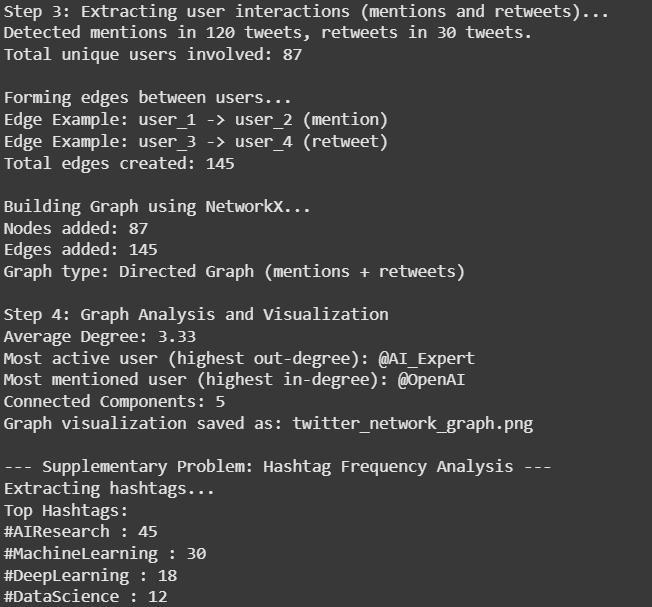 Step 3: Extracting user interactions (mentions and retweets)...
Detected mentions in 120 tweets, retweets in 30 tweets.
Total unique users involved: 87
Forming edges between users...
Edge Example: user_1 -> user_2 (mention)
Edge Example: user_3 -> user_4 (retweet)
Total edges created: 145
Building Graph using NetworkX...
Nodes added: 87
Edges added: 145
Graph type: Directed Graph (mentions + retweets)
Step 4: Graph Analysis and Visualization
Average Degree: 3.33
Most active user (highest out-degree): @AI_Expert
Most mentioned user (highest in-degree): @OpenAI
Connected Components: 5
Graph visualization saved as: twitter_network_graph.png
--- Supplementary Problem: Hashtag Frequency Analysis ---
Extracting hashtags...
Top Hashtags:
#AIResearch : 45
#MachineLearning : 30
#DeepLearning : 18
#DataScience : 12